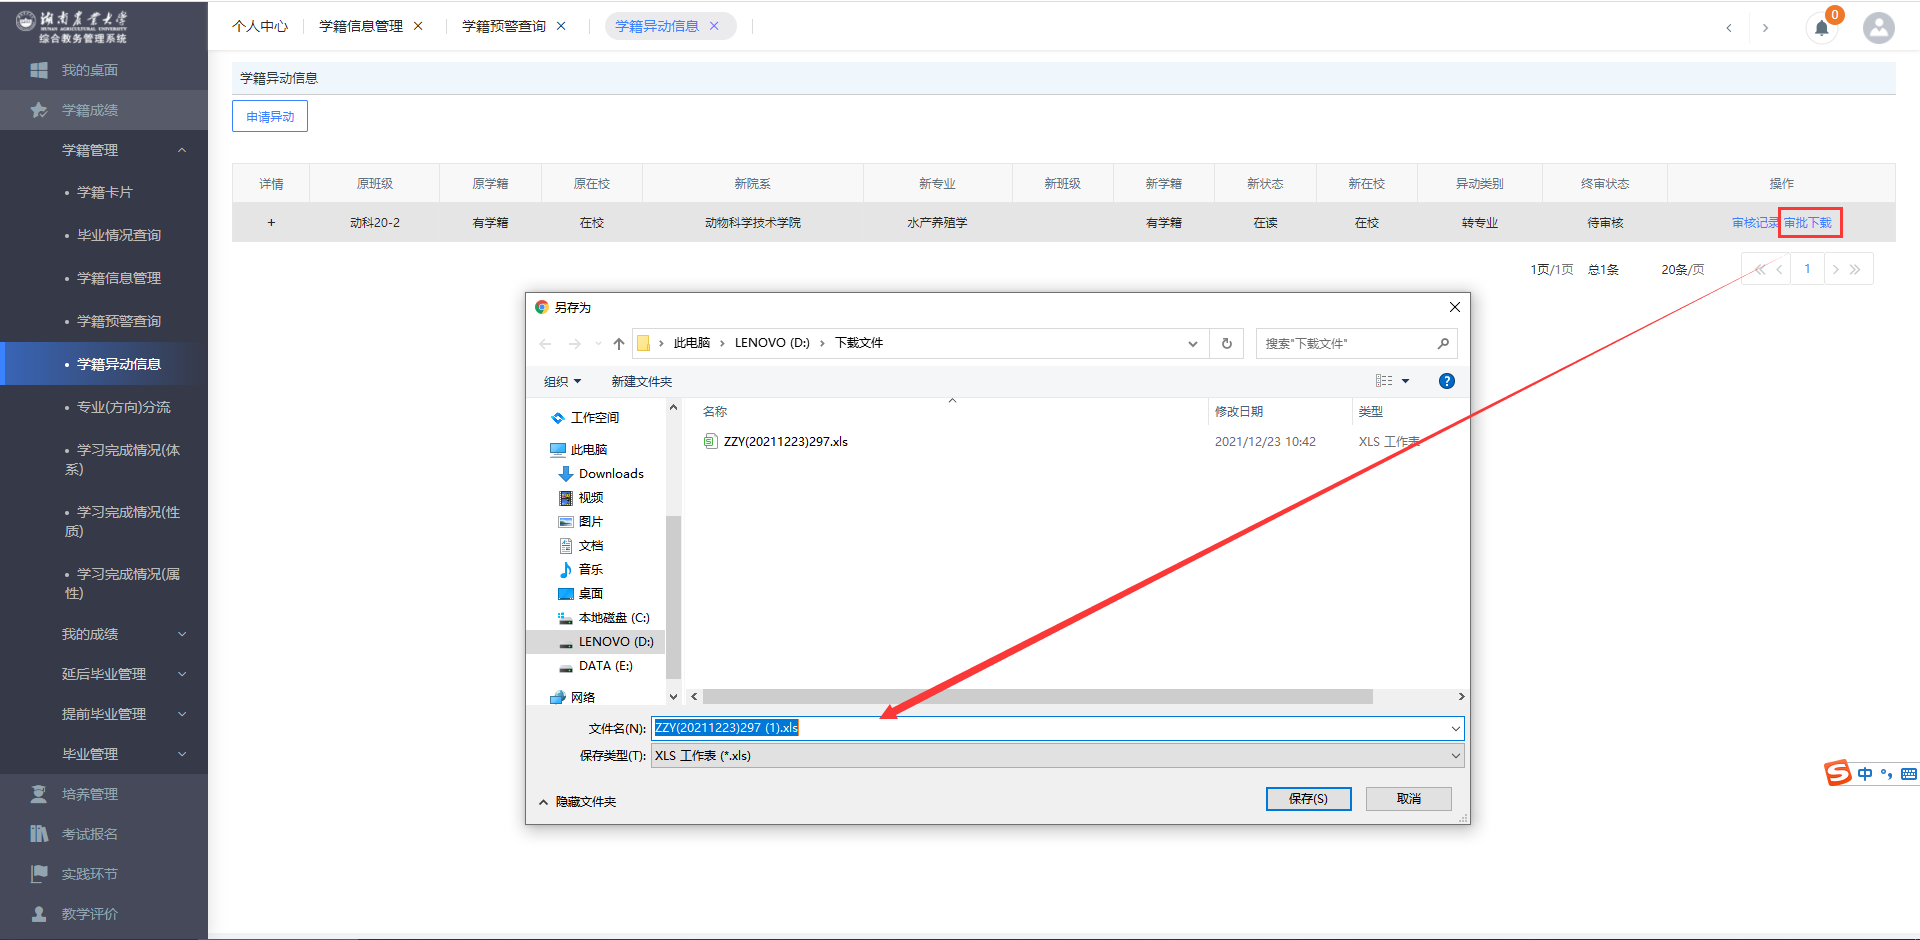 湖南农业大学
HUNAN AGRICULTURAL UNIVERSITY
综合教务管理系统
个人中心
学籍信息管理 ×
学籍预警查询 ×
学籍异动信息 ×
0
我的桌面
学籍成绩
学籍管理
• 学籍卡片
• 毕业情况查询
• 学籍信息管理
• 学籍预警查询
• 学籍异动信息
• 专业(方向)分流
• 学习完成情况(体
系)
• 学习完成情况(性
质)
• 学习完成情况(属
性)
我的成绩
延后毕业管理
提前毕业管理
毕业管理
培养管理
考试报名
实践环节
教学评价
学籍异动信息
申请异动
详情 原班级 原学籍 原在校 新院系 新专业 新班级 新学籍 新状态 新在校 异动类别 终审状态 操作
+ 动科20-2 有学籍 在校 动物科学技术学院 水产养殖学 有学籍 在读 在校 转专业 待审核 审核记录 审批下载
1页/1页 总1条 20条/页 1
另存为
此电脑 › LENOVO (D:) › 下载文件
搜索"下载文件"
组织 新建文件夹
?
名称 修改日期 类型
ZZY(20211223)297.xls 2021/12/23 10:42 XLS 工作表
工作空间
此电脑
Downloads
视频
图片
文档
音乐
桌面
本地磁盘 (C:)
LENOVO (D:)
DATA (E:)
网络
文件名(N): ZZY(20211223)297 (1).xls
保存类型(T): XLS 工作表 (*.xls)
隐藏文件夹
保存(S)
取消
S 中